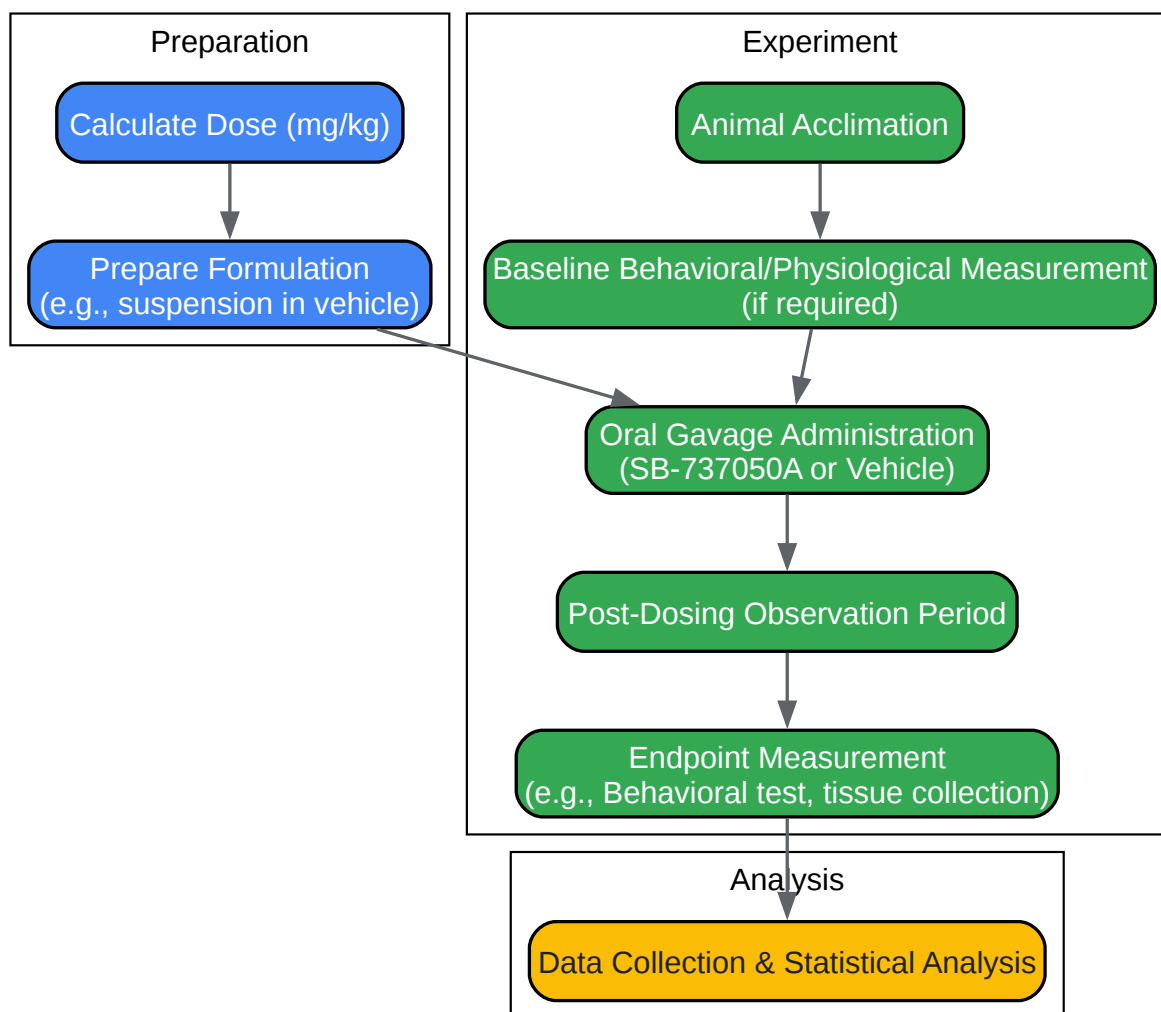 Preparation
Calculate Dose (mg/kg)
Prepare Formulation
(e.g., suspension in vehicle)
Experiment
Animal Acclimation
Baseline Behavioral/Physiological Measurement
(if required)
Oral Gavage Administration
(SB-737050A or Vehicle)
Post-Dosing Observation Period
Endpoint Measurement
(e.g., Behavioral test, tissue collection)
Analysis
Data Collection & Statistical Analysis